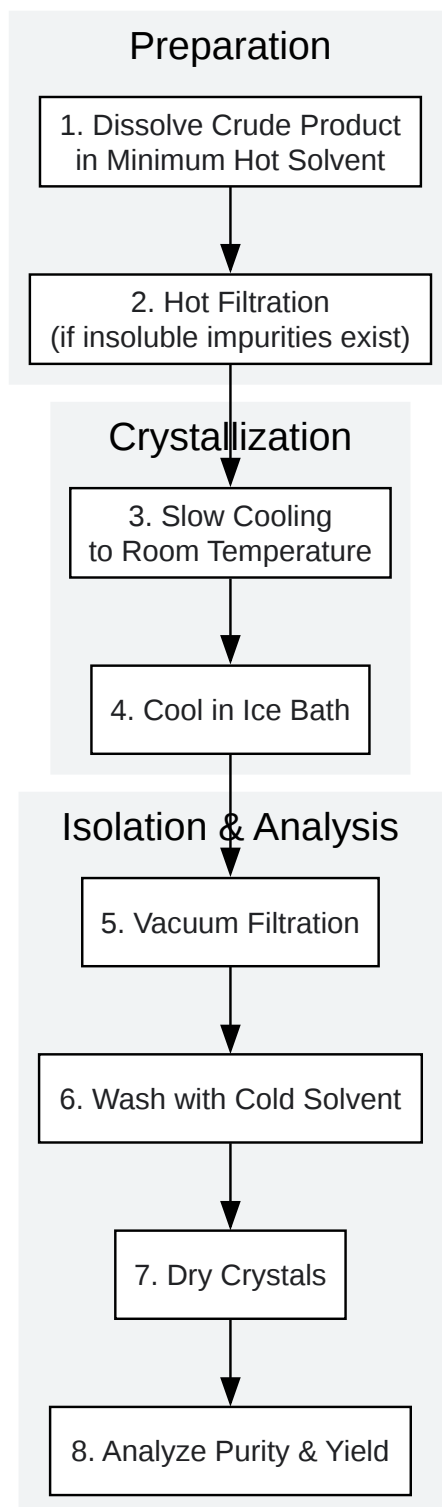 Preparation
1. Dissolve Crude Product
in Minimum Hot Solvent
2. Hot Filtration
(if insoluble impurities exist)
Crystallization
3. Slow Cooling
to Room Temperature
4. Cool in Ice Bath
Isolation & Analysis
5. Vacuum Filtration
6. Wash with Cold Solvent
7. Dry Crystals
8. Analyze Purity & Yield